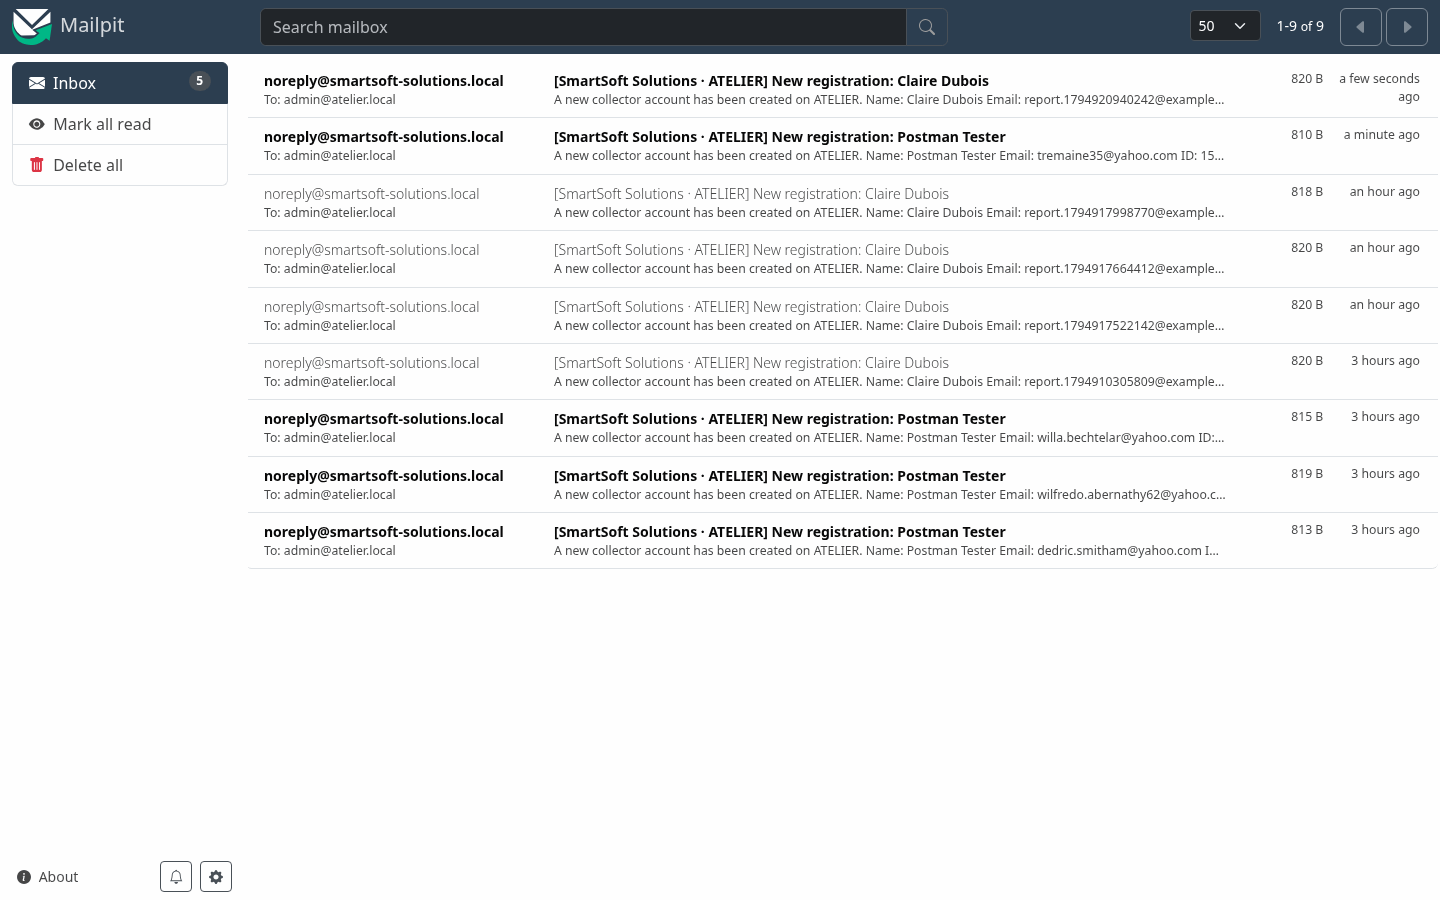 Mailpit
Search mailbox
50
1-9 of 9
Inbox
5
Mark all read
Delete all
noreply@smartsoft-solutions.local
To: admin@atelier.local
[SmartSoft Solutions · ATELIER] New registration: Claire Dubois
A new collector account has been created on ATELIER. Name: Claire Dubois Email: report.1794920940242@example...
820 B
a few seconds
ago
noreply@smartsoft-solutions.local
To: admin@atelier.local
[SmartSoft Solutions · ATELIER] New registration: Postman Tester
A new collector account has been created on ATELIER. Name: Postman Tester Email: tremaine35@yahoo.com ID: 15...
810 B
a minute ago
noreply@smartsoft-solutions.local
To: admin@atelier.local
[SmartSoft Solutions · ATELIER] New registration: Claire Dubois
A new collector account has been created on ATELIER. Name: Claire Dubois Email: report.1794917998770@example...
818 B
an hour ago
noreply@smartsoft-solutions.local
To: admin@atelier.local
[SmartSoft Solutions · ATELIER] New registration: Claire Dubois
A new collector account has been created on ATELIER. Name: Claire Dubois Email: report.1794917664412@example...
820 B
an hour ago
noreply@smartsoft-solutions.local
To: admin@atelier.local
[SmartSoft Solutions · ATELIER] New registration: Claire Dubois
A new collector account has been created on ATELIER. Name: Claire Dubois Email: report.1794917522142@example...
820 B
an hour ago
noreply@smartsoft-solutions.local
To: admin@atelier.local
[SmartSoft Solutions · ATELIER] New registration: Claire Dubois
A new collector account has been created on ATELIER. Name: Claire Dubois Email: report.1794910305809@example...
820 B
3 hours ago
noreply@smartsoft-solutions.local
To: admin@atelier.local
[SmartSoft Solutions · ATELIER] New registration: Postman Tester
A new collector account has been created on ATELIER. Name: Postman Tester Email: willa.bechtelar@yahoo.com ID:...
815 B
3 hours ago
noreply@smartsoft-solutions.local
To: admin@atelier.local
[SmartSoft Solutions · ATELIER] New registration: Postman Tester
A new collector account has been created on ATELIER. Name: Postman Tester Email: wilfredo.abernathy62@yahoo.c...
819 B
3 hours ago
noreply@smartsoft-solutions.local
To: admin@atelier.local
[SmartSoft Solutions · ATELIER] New registration: Postman Tester
A new collector account has been created on ATELIER. Name: Postman Tester Email: dedric.smitham@yahoo.com I...
813 B
3 hours ago
About